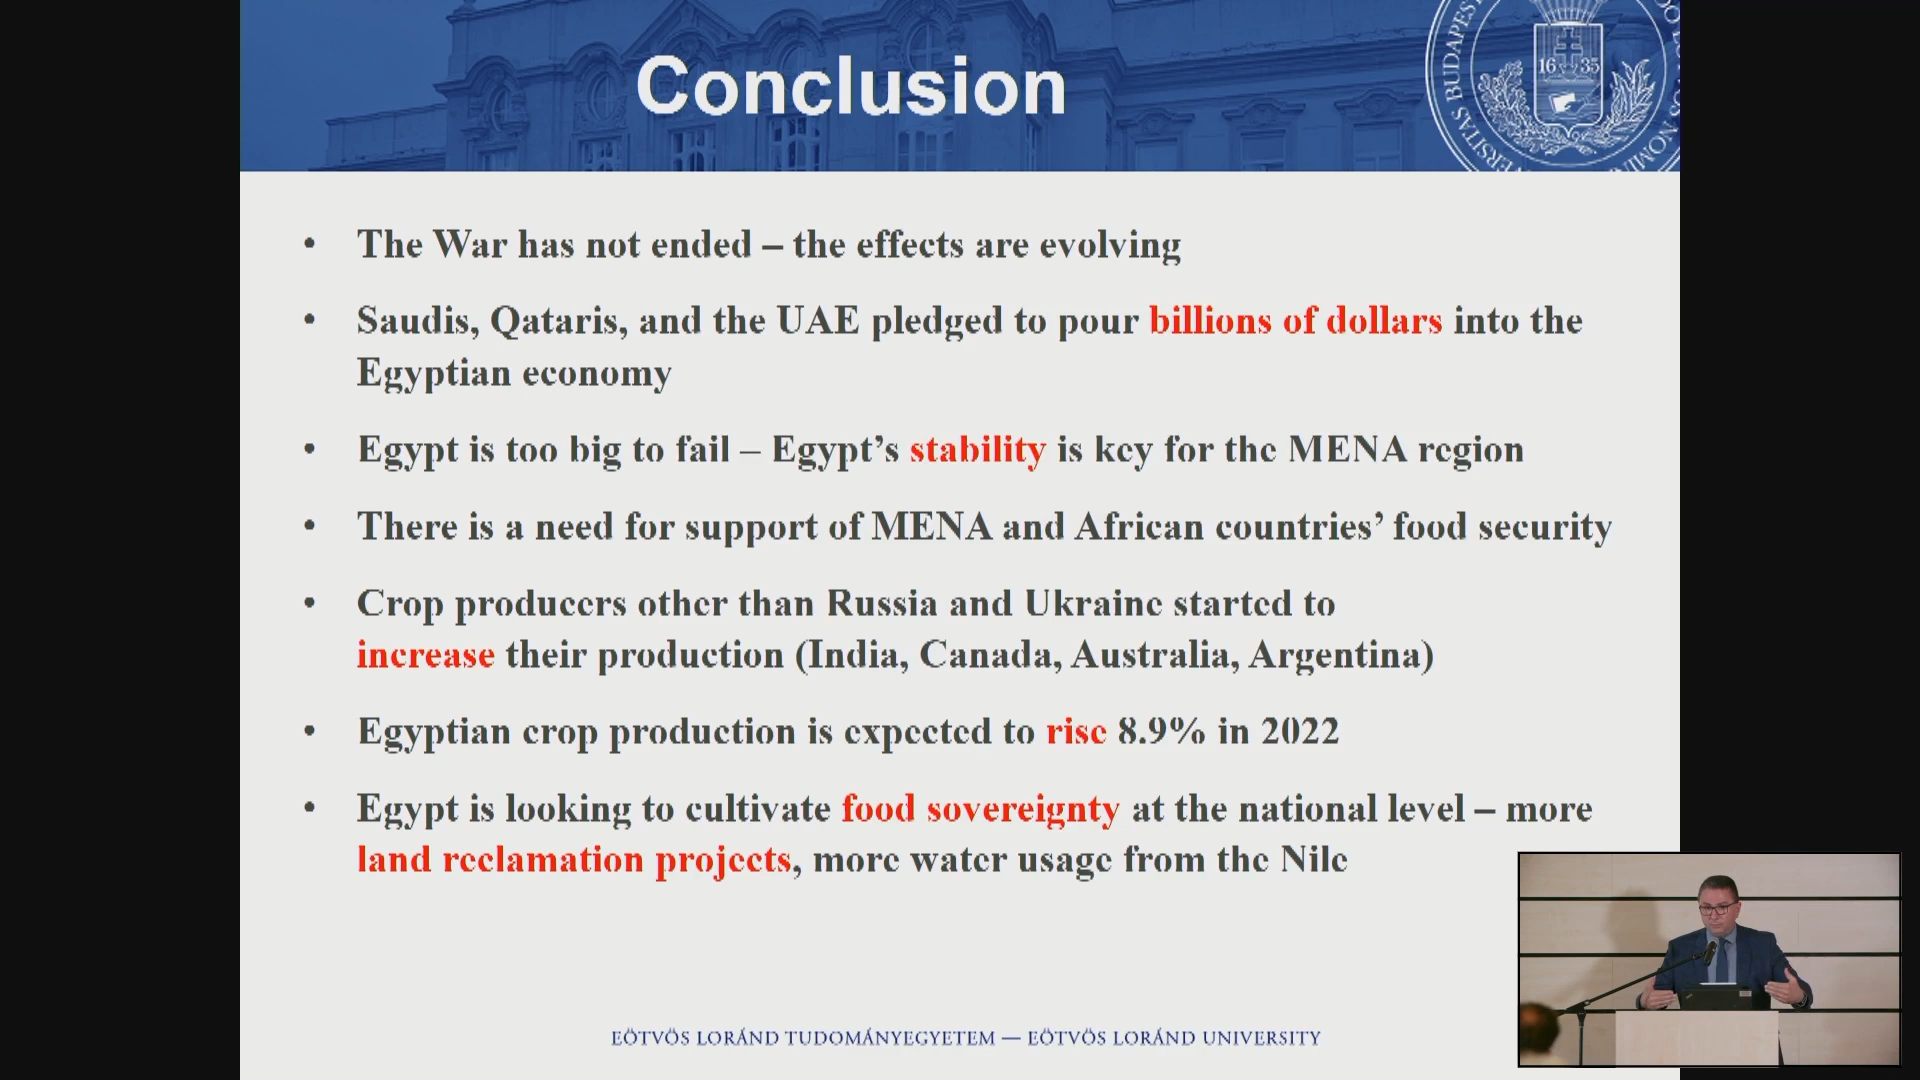 Conclusion
16 35
• The War has not ended – the effects are evolving
• Saudis, Qataris, and the UAE pledged to pour billions of dollars into the
Egyptian economy
• Egypt is too big to fail – Egypt’s stability is key for the MENA region
• There is a need for support of MENA and African countries’ food security
• Crop producers other than Russia and Ukraine started to
increase their production (India, Canada, Australia, Argentina)
• Egyptian crop production is expected to rise 8.9% in 2022
• Egypt is looking to cultivate food sovereignty at the national level – more
land reclamation projects, more water usage from the Nile
EÖTVÖS LORÁND TUDOMÁNYEGYETEM — EÖTVÖS LORÁND UNIVERSITY